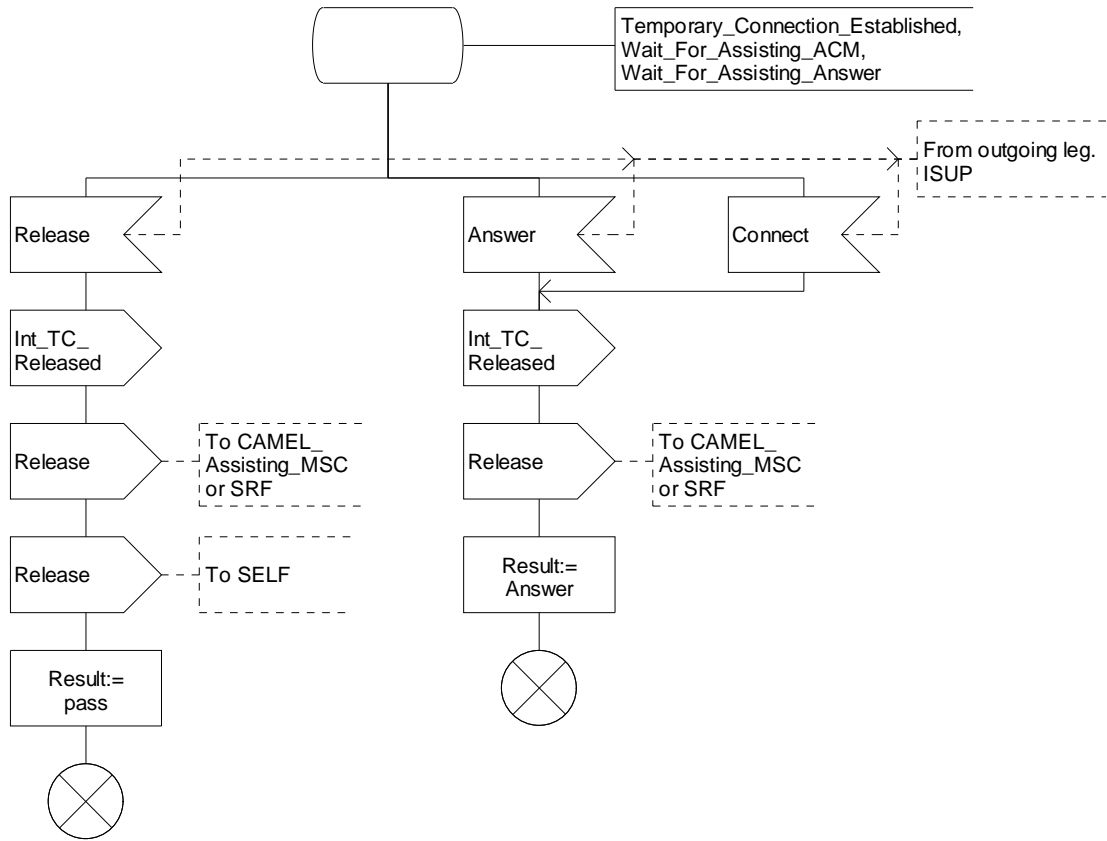 Temporary_Connection_Established,
Wait_For_Assisting_ACM,
Wait_For_Assisting_Answer
From outgoing leg.
ISUP
Release
Answer
Connect
Int_TC_
Released
Int_TC_
Released
Release
To CAMEL_
Assisting_MSC
or SRF
Release
To CAMEL_
Assisting_MSC
or SRF
Release
To SELF
Result:=
Answer
Result:=
pass